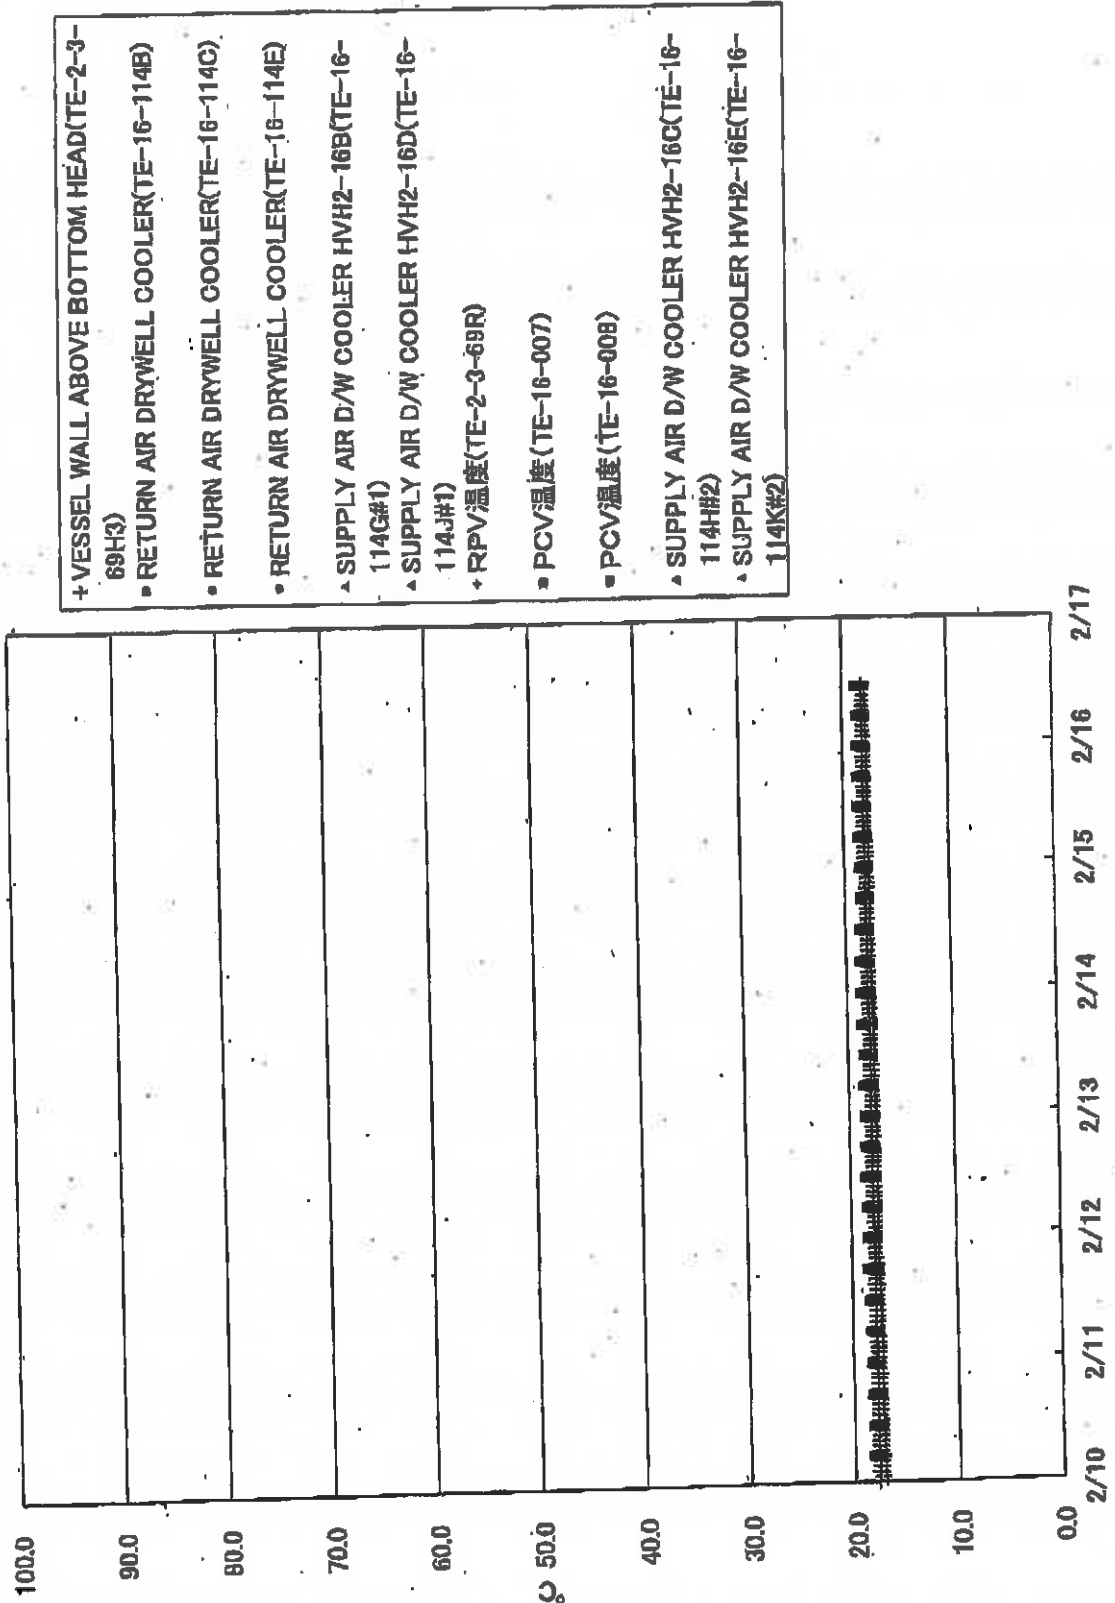 100.0
90.0
80.0
70.0
60.0
℃ 50.0
40.0
30.0
20.0
10.0
0.0
2/10
2/11
2/12
2/13
2/14
2/15
2/16
2/17
+VESSEL WALL ABOVE BOTTOM HEAD(TE-2-3-
69H3)
RETURN AIR DRYWELL COOLER(TE-16-114B)
RETURN AIR DRYWELL COOLER(TE-16-114C)
RETURN AIR DRYWELL COOLER(TE-16-114E)
▲SUPPLY AIR D/W COOLER HVH2-16B(TE-16-
114G#1)
▲SUPPLY AIR D/W COOLER HVH2-16D(TE-16-
114J#1)
+RPV温度(TE-2-3-69R)
■PCV温度(TE-16-007)
■PCV温度(TE-16-008)
▲SUPPLY AIR D/W COOLER HVH2-16C(TE-16-
114H#2)
▲SUPPLY AIR D/W COOLER HVH2-16E(TE-16-
114K#2)